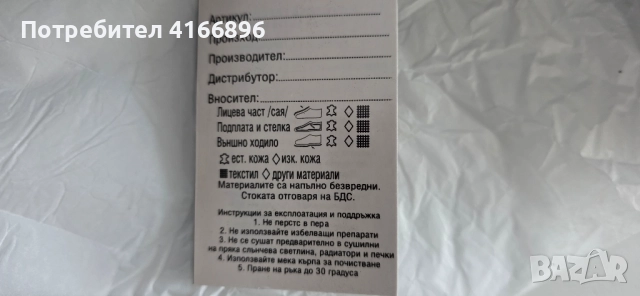 Потребител 4166896
Артикул:
Произход
Производител:
Дистрибутор:
Вносител:
Лицева част /сая/
Подплата и стелка
Външно ходило
ест. кожа ◇ изк. кожа
■ текстил ◇ други материали
Материалите са напълно безвредни.
Стоката отговаря на БДС.
Инструкции за експлоатация и поддръжка
1. Не перстс в пера
2. Не използвайте избелващи препарати
3. Не се сушат предварително в сушилни
на пряка слънчева светлина, радиатори и печки
4. Използвайте мека кърпа за почистване
5. Пране на ръка до 30 градуса
BAZAR